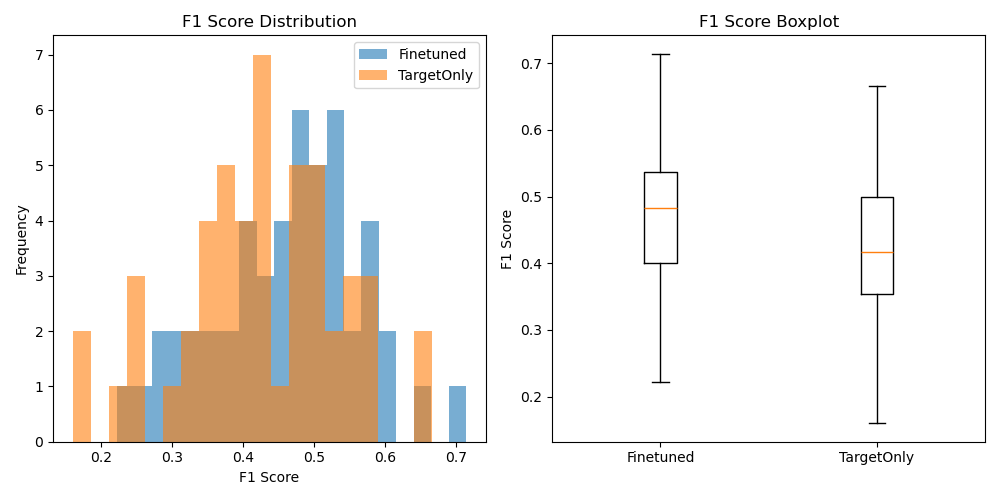 F1 Score Distribution
Finetuned
TargetOnly
7
6
5
4
3
2
1
0
Frequency
0.2 0.3 0.4 0.5 0.6 0.7
F1 Score
F1 Score Boxplot
0.7
0.6
0.5
0.4
0.3
0.2
F1 Score
Finetuned TargetOnly